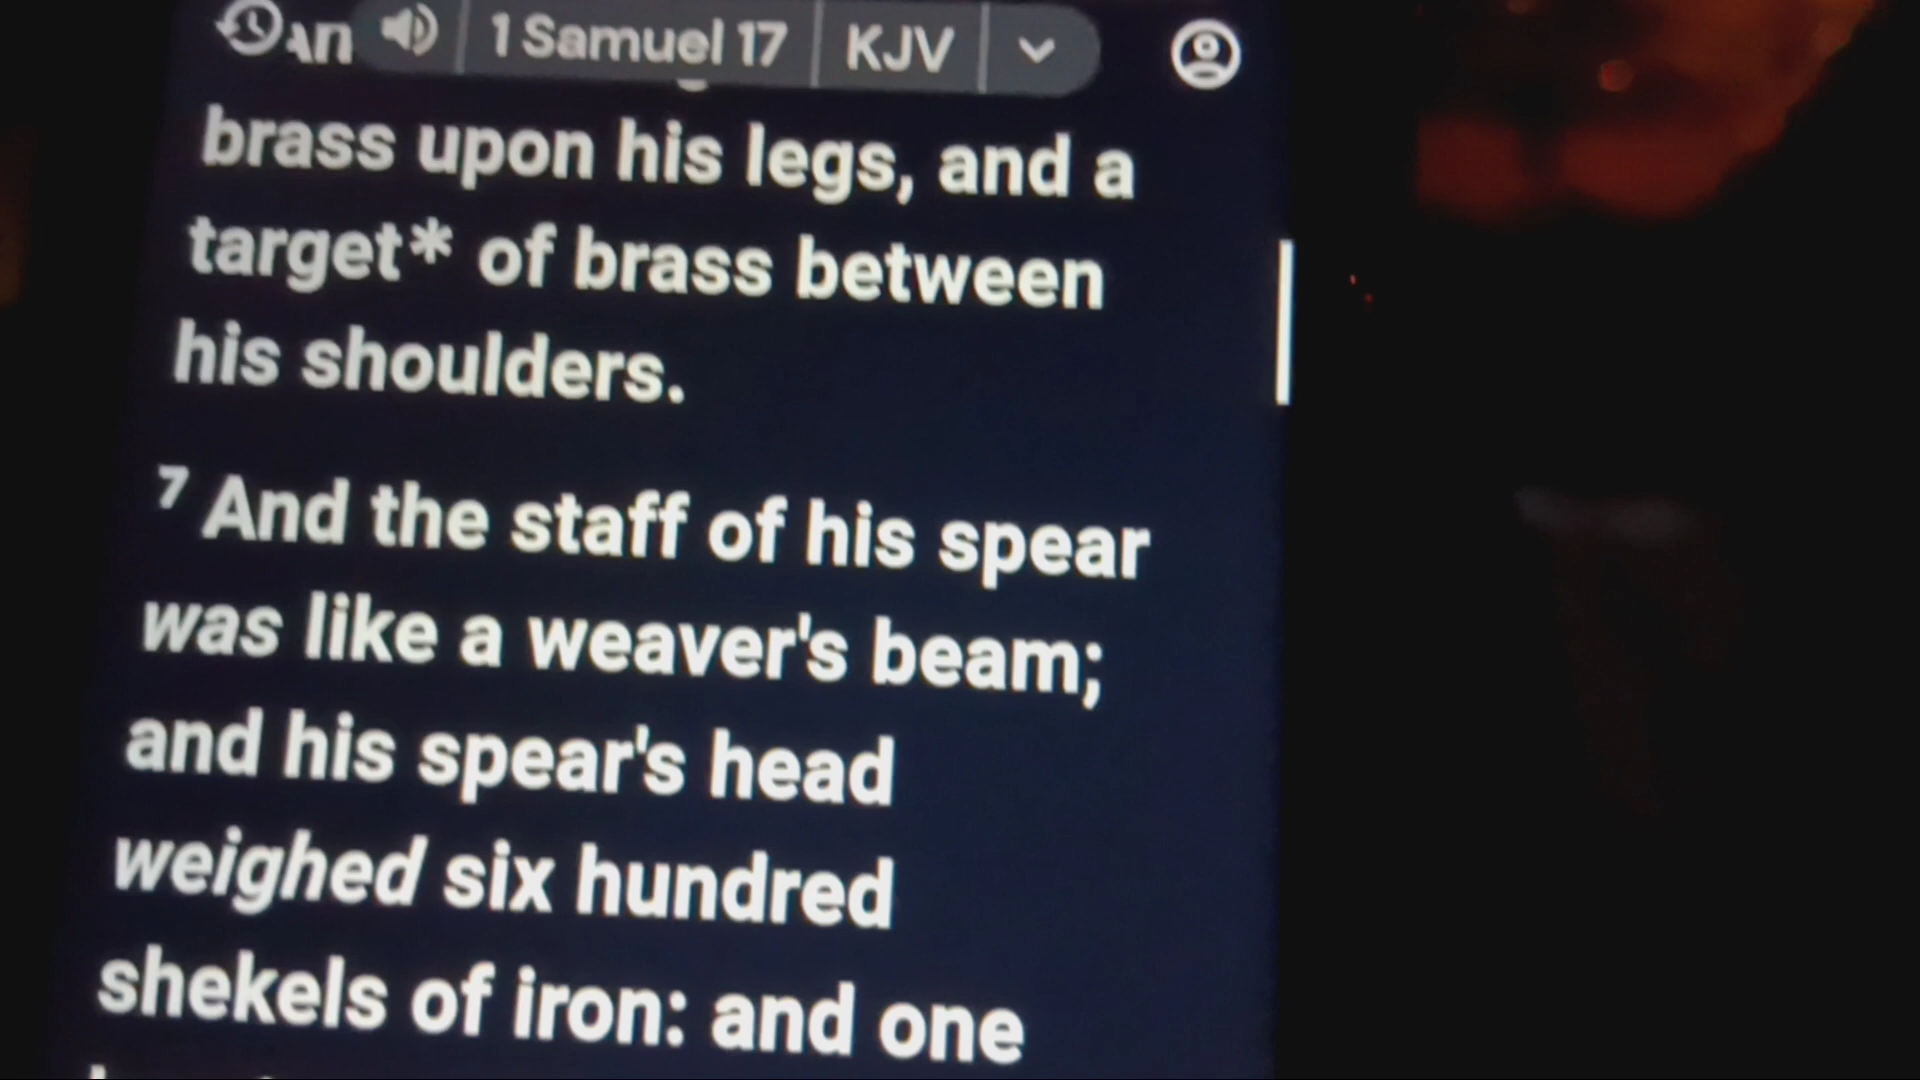 1 Samuel 17 KJV
An
brass upon his legs, and a
target* of brass between
his shoulders.
7 And the staff of his spear
was like a weaver's beam;
and his spear's head
weighed six hundred
shekels of iron: and one